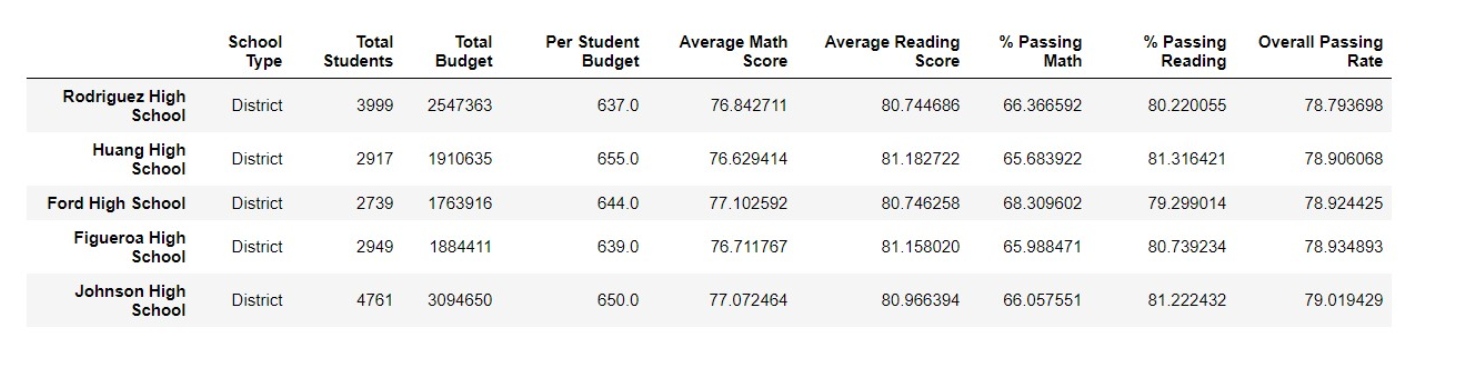 School Type Total Students Total Budget Per Student Budget Average Math Score Average Reading Score % Passing Math % Passing Reading Overall Passing Rate
Rodriguez High School District 3999 2547363 637.0 76.842711 80.744686 66.366592 80.220055 78.793698
Huang High School District 2917 1910635 655.0 76.629414 81.182722 65.683922 81.316421 78.906068
Ford High School District 2739 1763916 644.0 77.102592 80.746258 68.309602 79.299014 78.924425
Figueroa High School District 2949 1884411 639.0 76.711767 81.158020 65.988471 80.739234 78.934893
Johnson High School District 4761 3094650 650.0 77.072464 80.966394 66.057551 81.222432 79.019429